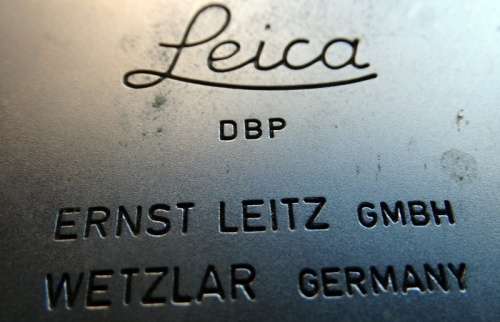 Leica
DBP
ERNST LEITZ GMBH
WETZLAR GERMANY